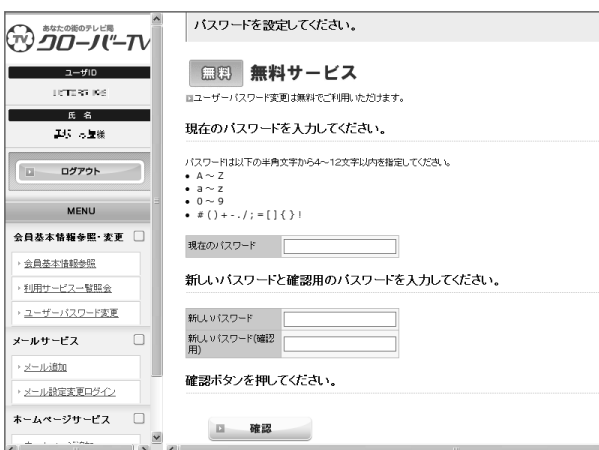 あなたの街のテレビ局
クローバーTV
ユーザID
氏 名
様
ログアウト
MENU
会員基本情報参照・変更
会員基本情報参照
利用サービス一覧照会
ユーザーパスワード変更
メールサービス
メール追加
メール設定変更ログイン
ホームページサービス
パスワードを設定してください。
無料 無料サービス
ユーザーパスワード変更は無料でご利用いただけます。
現在のパスワードを入力してください。
パスワードは以下の半角文字から4～12文字以内を指定してください。
A～Z
a～z
0～9
#()+-./;=[]{}!
現在のパスワード
新しいパスワードと確認用のパスワードを入力してください。
新しいパスワード
新しいパスワード(確認
用)
確認ボタンを押してください。
確認